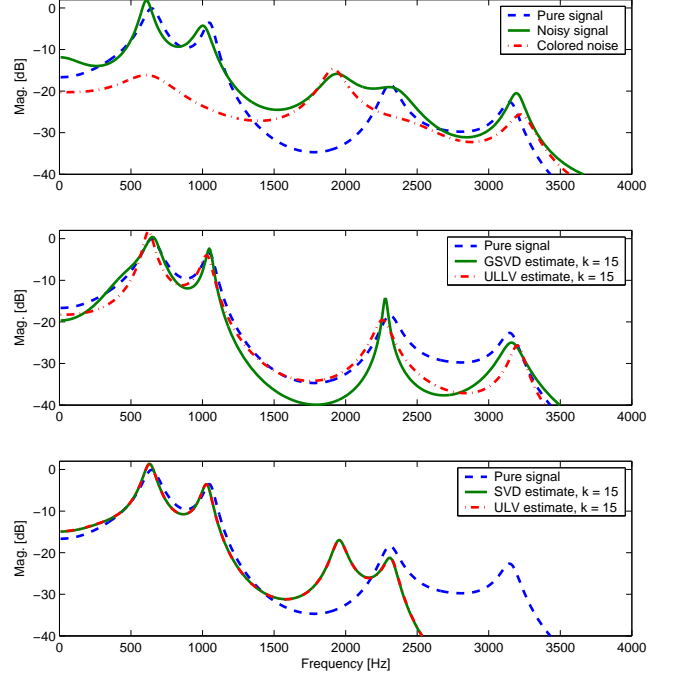 0
−10
−20
−30
−40
Mag. [dB]
Pure signal
Noisy signal
Colored noise
0 500 1000 1500 2000 2500 3000 3500 4000
0
−10
−20
−30
−40
Mag. [dB]
Pure signal
GSVD estimate, k = 15
ULLV estimate, k = 15
0 500 1000 1500 2000 2500 3000 3500 4000
0
−10
−20
−30
−40
Mag. [dB]
Pure signal
SVD estimate, k = 15
ULV estimate, k = 15
0 500 1000 1500 2000 2500 3000 3500 4000
Frequency [Hz]